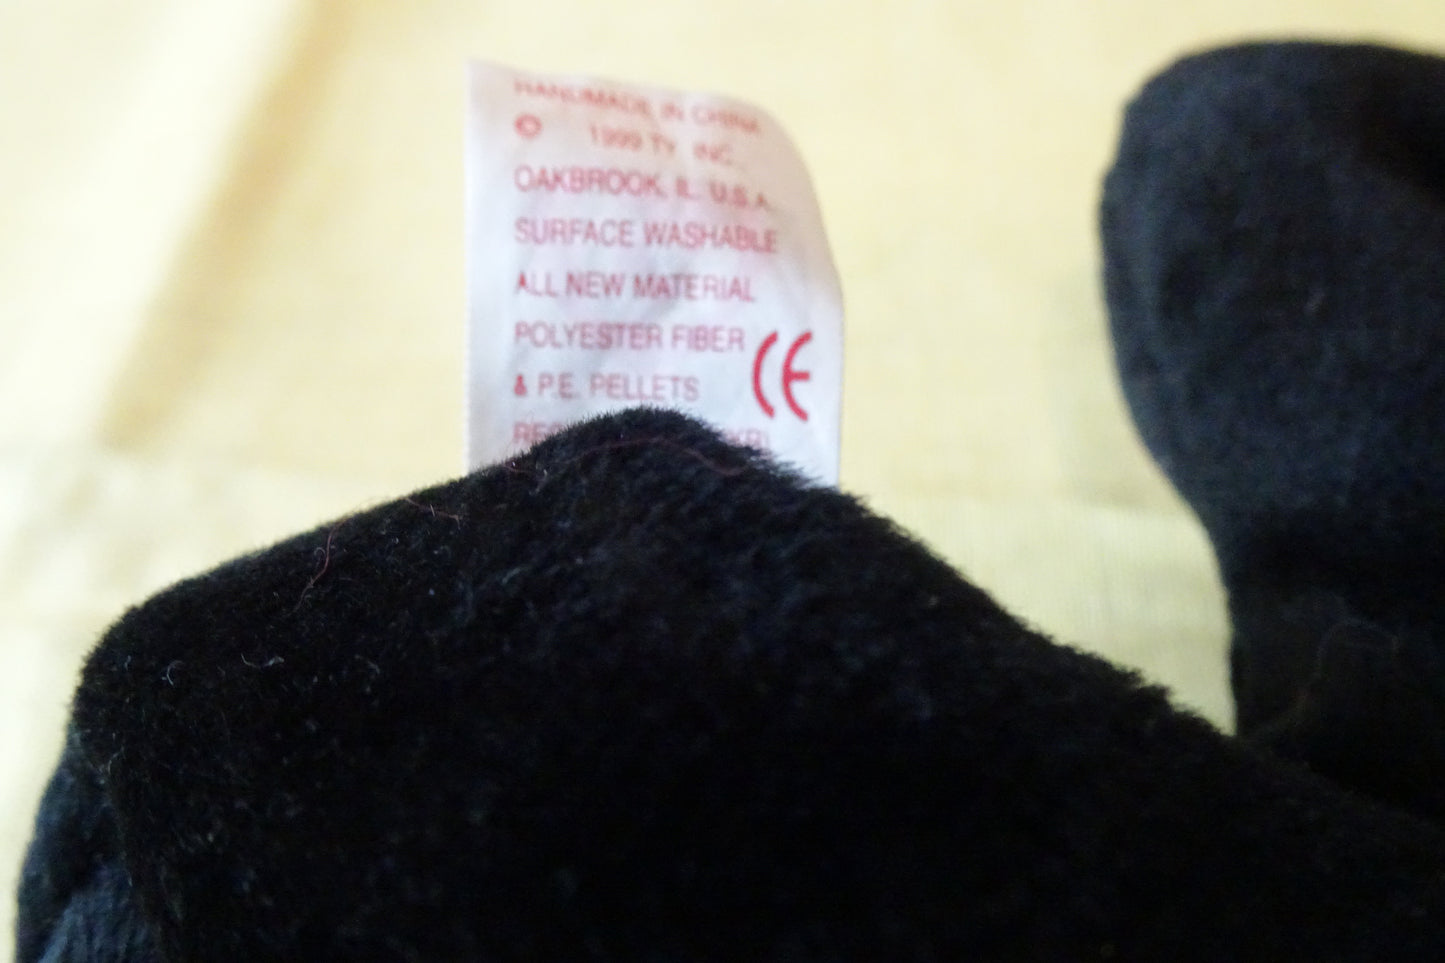 HANDMADE IN CHINA
© 1999 TY INC.,
OAKBROOK, IL. U.S.A.
SURFACE WASHABLE
ALL NEW MATERIAL
POLYESTER FIBER
& P.E. PELLETS
CE